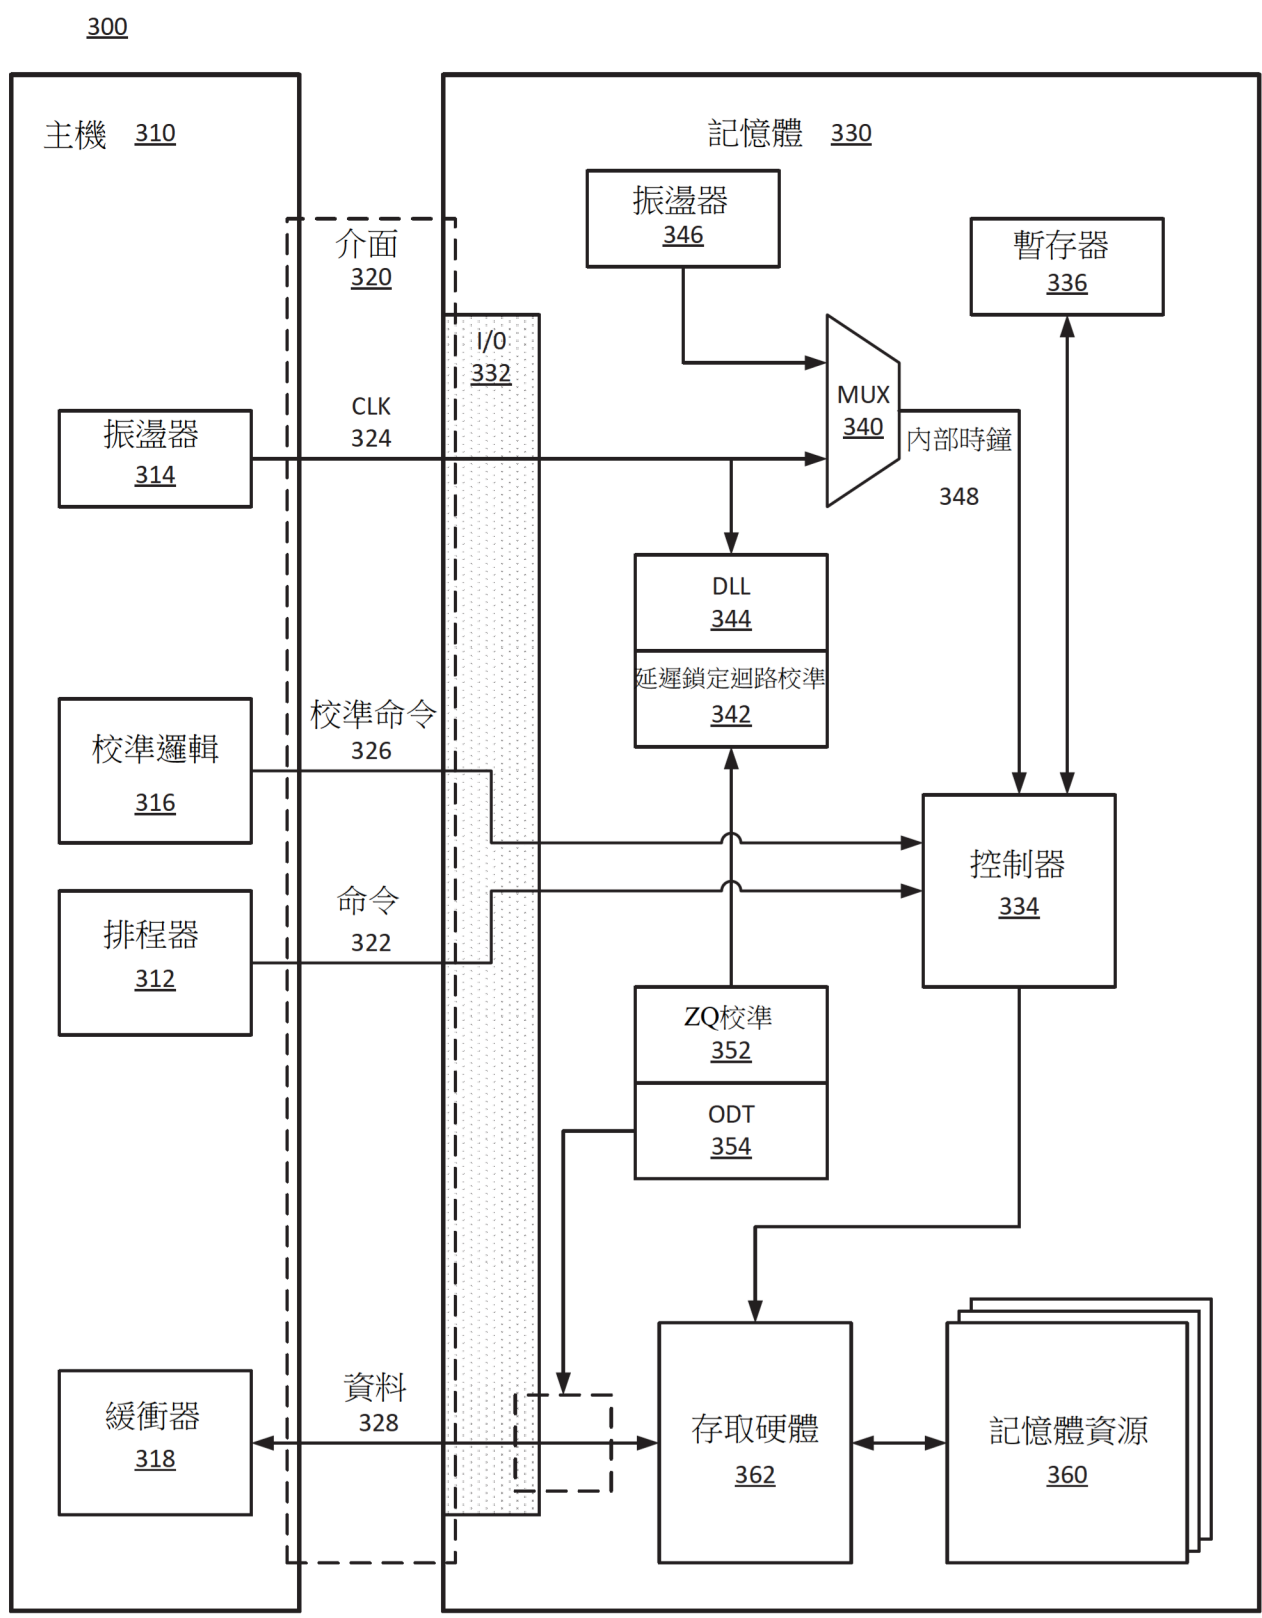 300
主機 310
記憶體 330
振盪器
346
暫存器
336
介面
320
I/0
332
CLK
324
MUX
340
振盪器
314
內部時鐘
348
DLL
344
延遲鎖定迴路校準
342
校準命令
326
校準邏輯
316
控制器
334
命令
322
排程器
312
ZQ校準
352
ODT
354
資料
328
緩衝器
318
存取硬體
362
記憶體資源
360